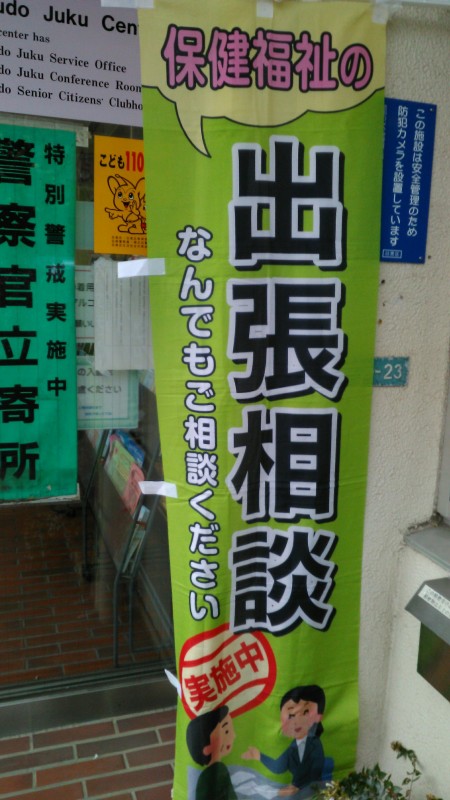 udo Juku Cen
center has
do Juku Service Office
do Juku Conference Room
do Senior Citizens' Clubho
保健福祉の
出張相談
なんでもご相談ください
実施中
特別警戒実施中
警察官立寄所
こども110
この施設は安全管理のため
防犯カメラを設置しています
-23